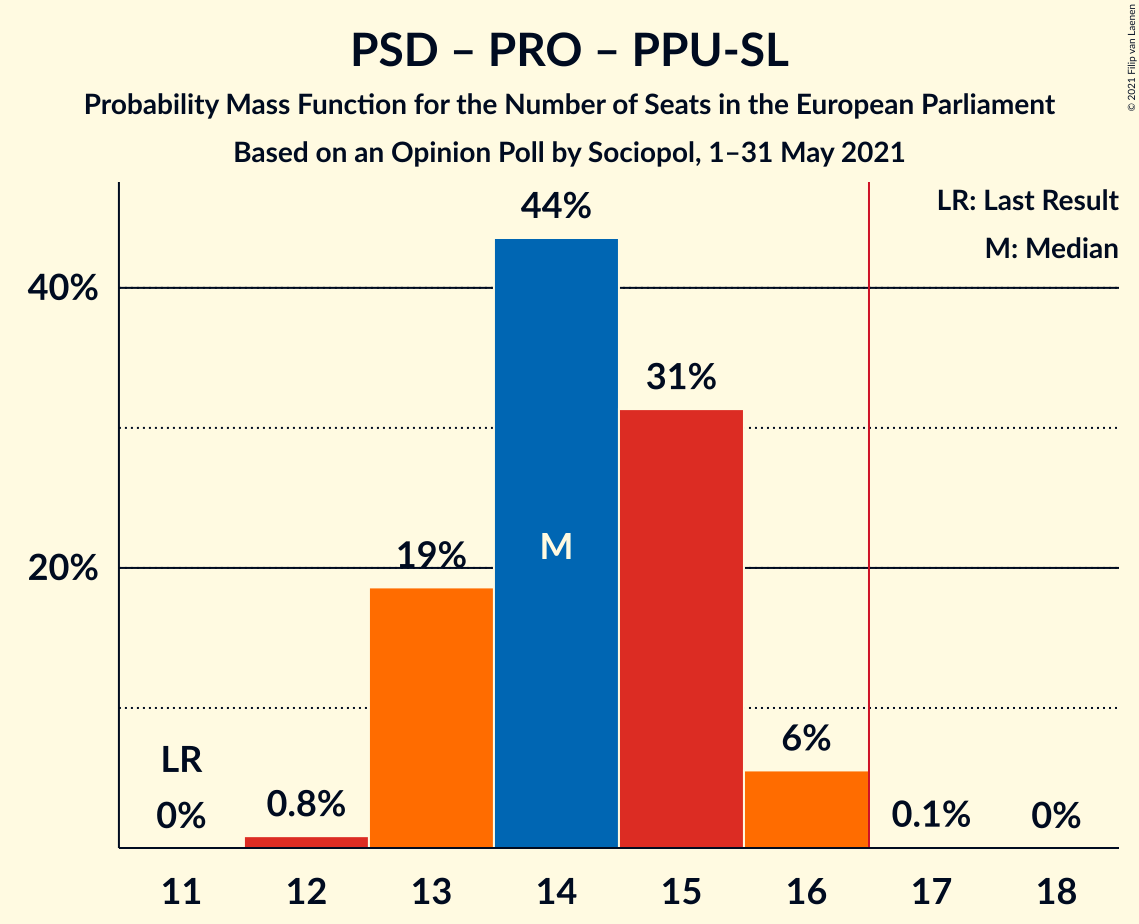 PSD – PRO – PPU-SL
Probability Mass Function for the Number of Seats in the European Parliament
Based on an Opinion Poll by Sociopol, 1–31 May 2021
© 2021 Filip van Laenen
LR: Last Result
M: Median
44%
40%
31%
M
19%
20%
6%
LR
0%
0.8%
0.1%
0%
11 12 13 14 15 16 17 18